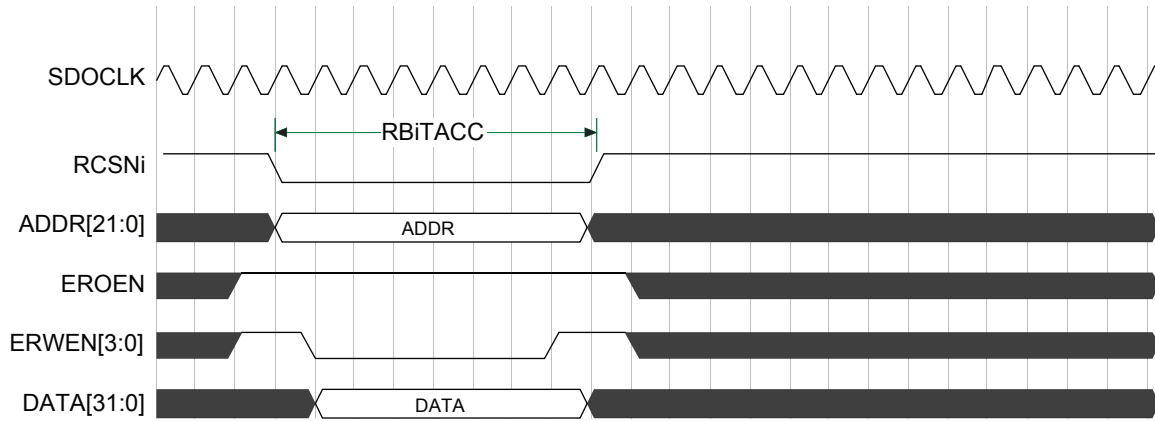 SDOCLK
RBiTACC
RCSNi
ADDR[21:0]
ADDR
EROEN
ERWEN[3:0]
DATA[31:0]
DATA